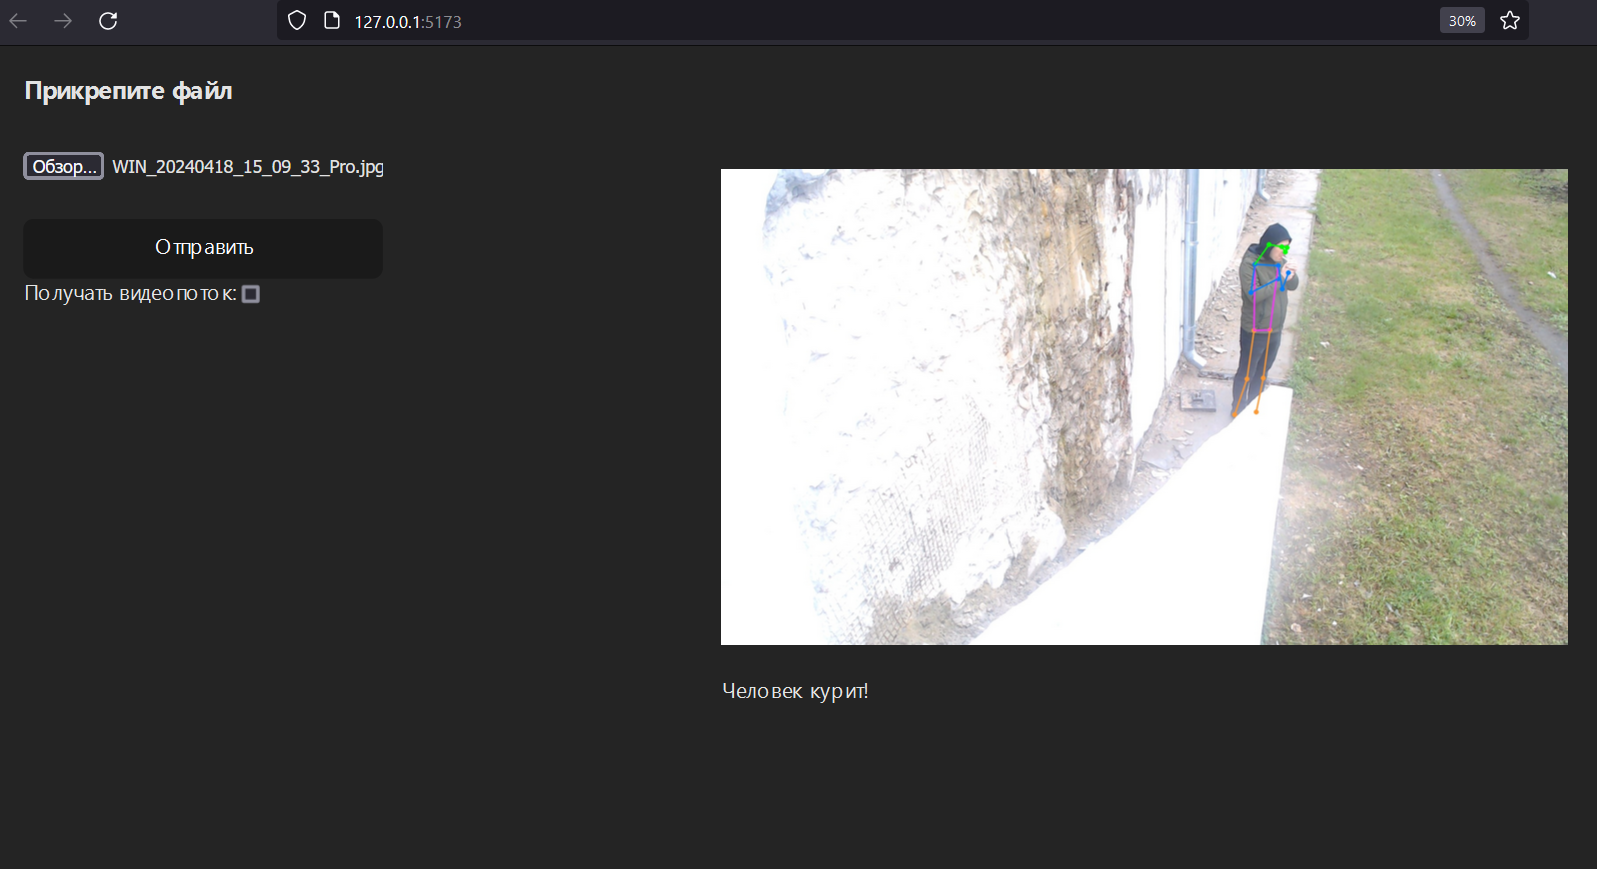 127.0.0.1:5173
30%
Прикрепите файл
Обзор... WIN_20240418_15_09_33_Pro.jpg
Отправить
Получать видеопоток:
Человек курит!